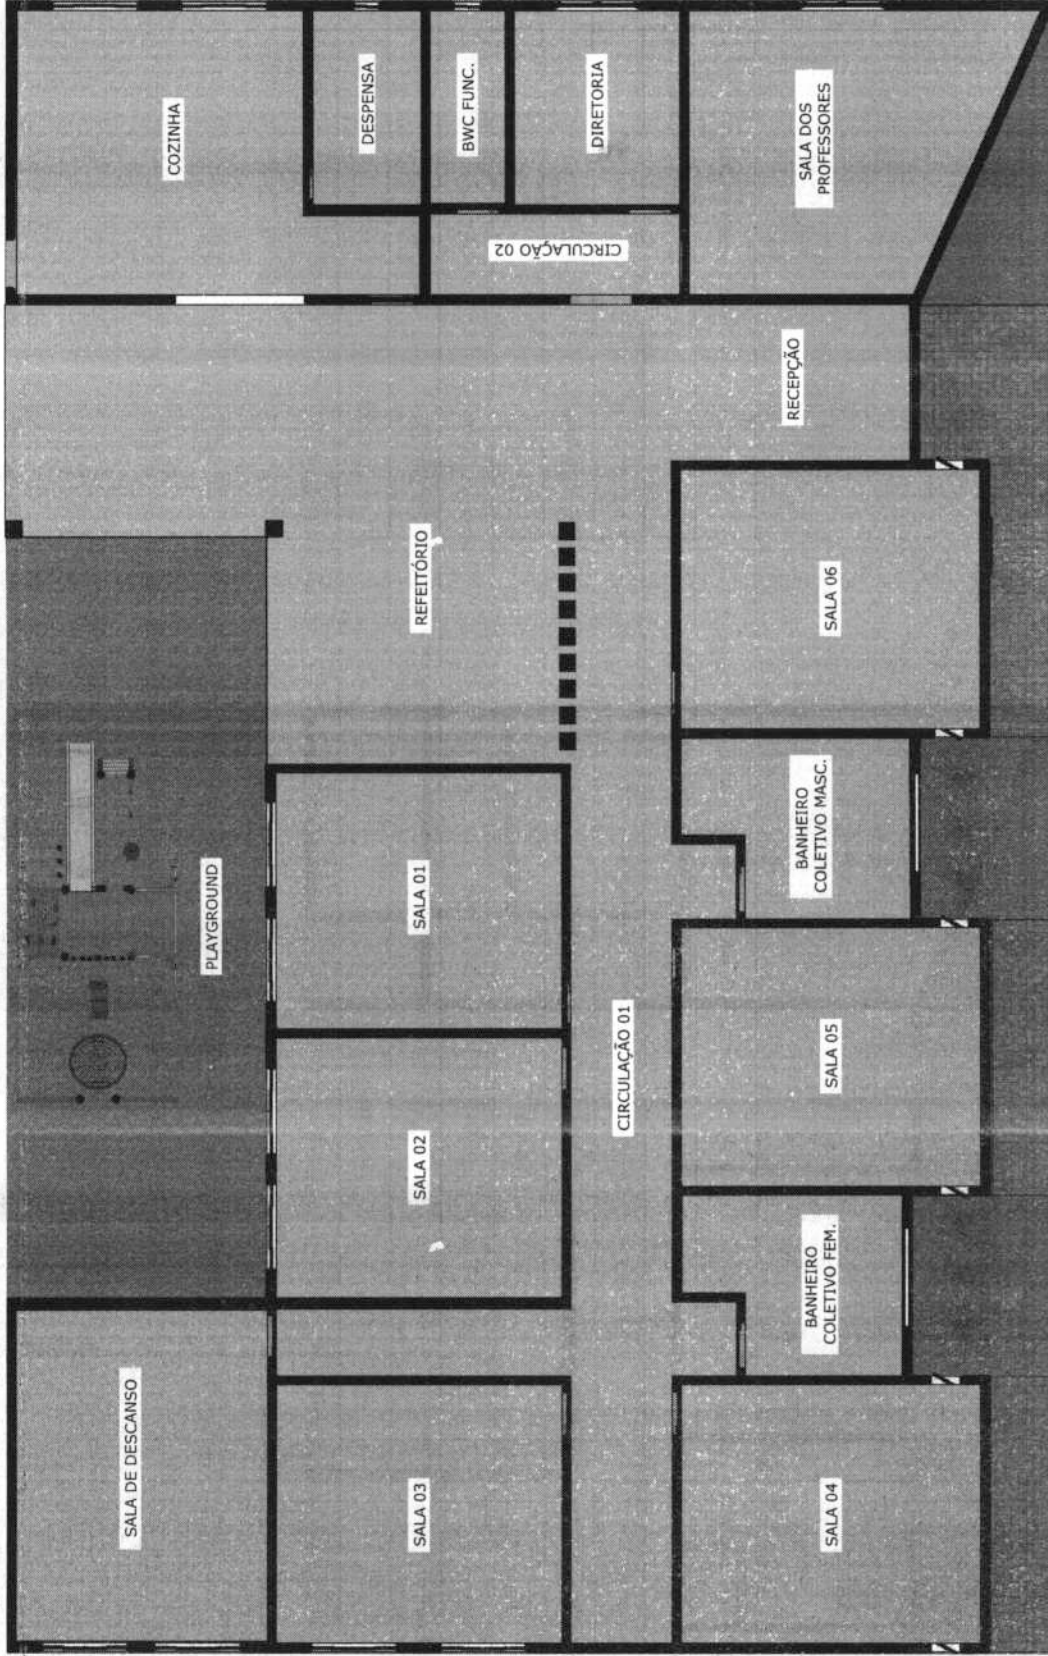 SALA DE DESCANSO
PLAYGROUND
COZINHA
SALA 03
SALA 02
SALA 01
REFEITÓRIO
DESPENSA
BWC FUNC.
CIRCULAÇÃO 02
DIRETORIA
CIRCULAÇÃO 01
SALA 04
BANHEIRO
COLETIVO FEM.
SALA 05
BANHEIRO
COLETIVO MASC.
SALA 06
RECEPÇÃO
SALA DOS
PROFESSORES